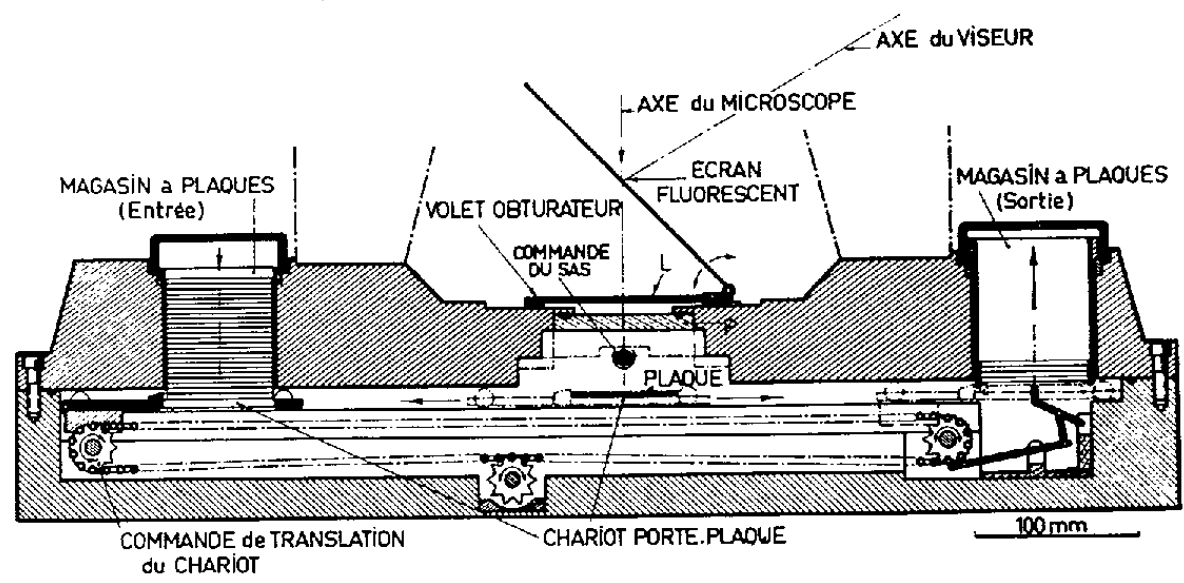 AXE du VISEUR
AXE du MICROSCOPE
ECRAN
FLUORESCENT
MAGASIN a PLAQUES
(Entrée)
MAGASIN a PLAQUES
(Sortie)
VOLET OBTURATEUR
COMMANDE
DU SAS
L
P
PLAQUE
COMMANDE de TRANSLATION
du CHARIOT
CHARIOT PORTE.PLAQUE
100 mm